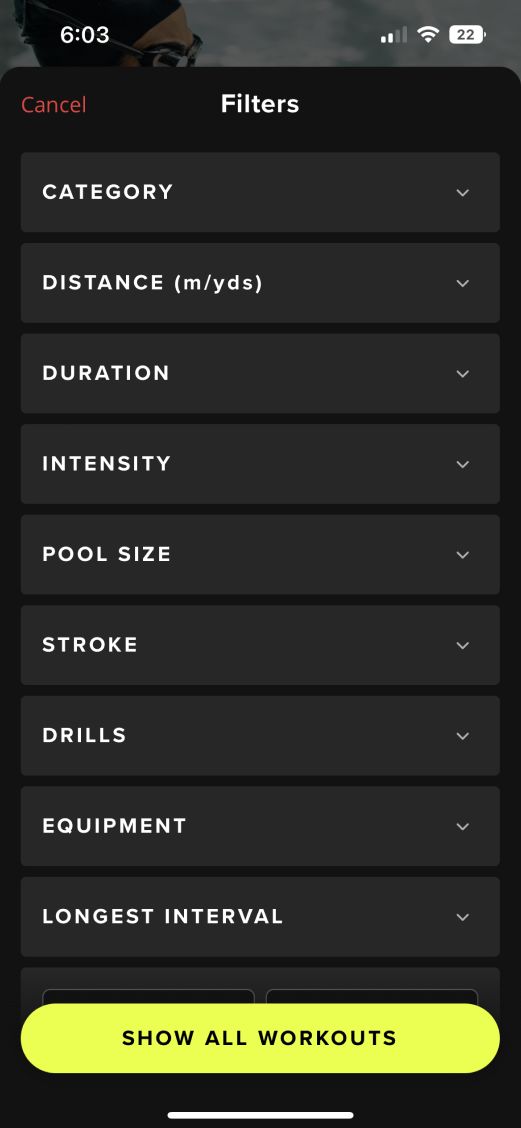 6:03
22
Cancel
Filters
CATEGORY
DISTANCE (m/yds)
DURATION
INTENSITY
POOL SIZE
STROKE
DRILLS
EQUIPMENT
LONGEST INTERVAL
SHOW ALL WORKOUTS